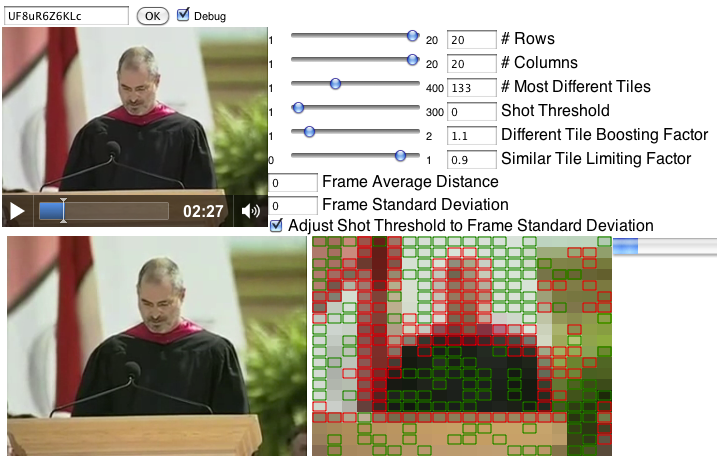 UF8uR6Z6KLc OK Debug
1 20 20 # Rows
1 20 20 # Columns
1 400 133 # Most Different Tiles
1 300 0 Shot Threshold
1 2 1.1 Different Tile Boosting Factor
0 1 0.9 Similar Tile Limiting Factor
0 Frame Average Distance
02:27
0 Frame Standard Deviation
Adjust Shot Threshold to Frame Standard Deviation